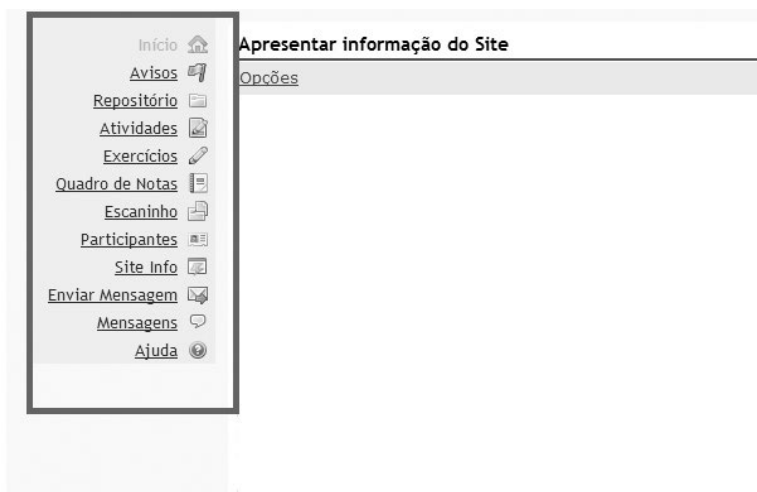 Início
Avisos
Repositório
Atividades
Exercícios
Quadro de Notas
Escaninho
Participantes
Site Info
Enviar Mensagem
Mensagens
Ajuda
Apresentar informação do Site
Opções